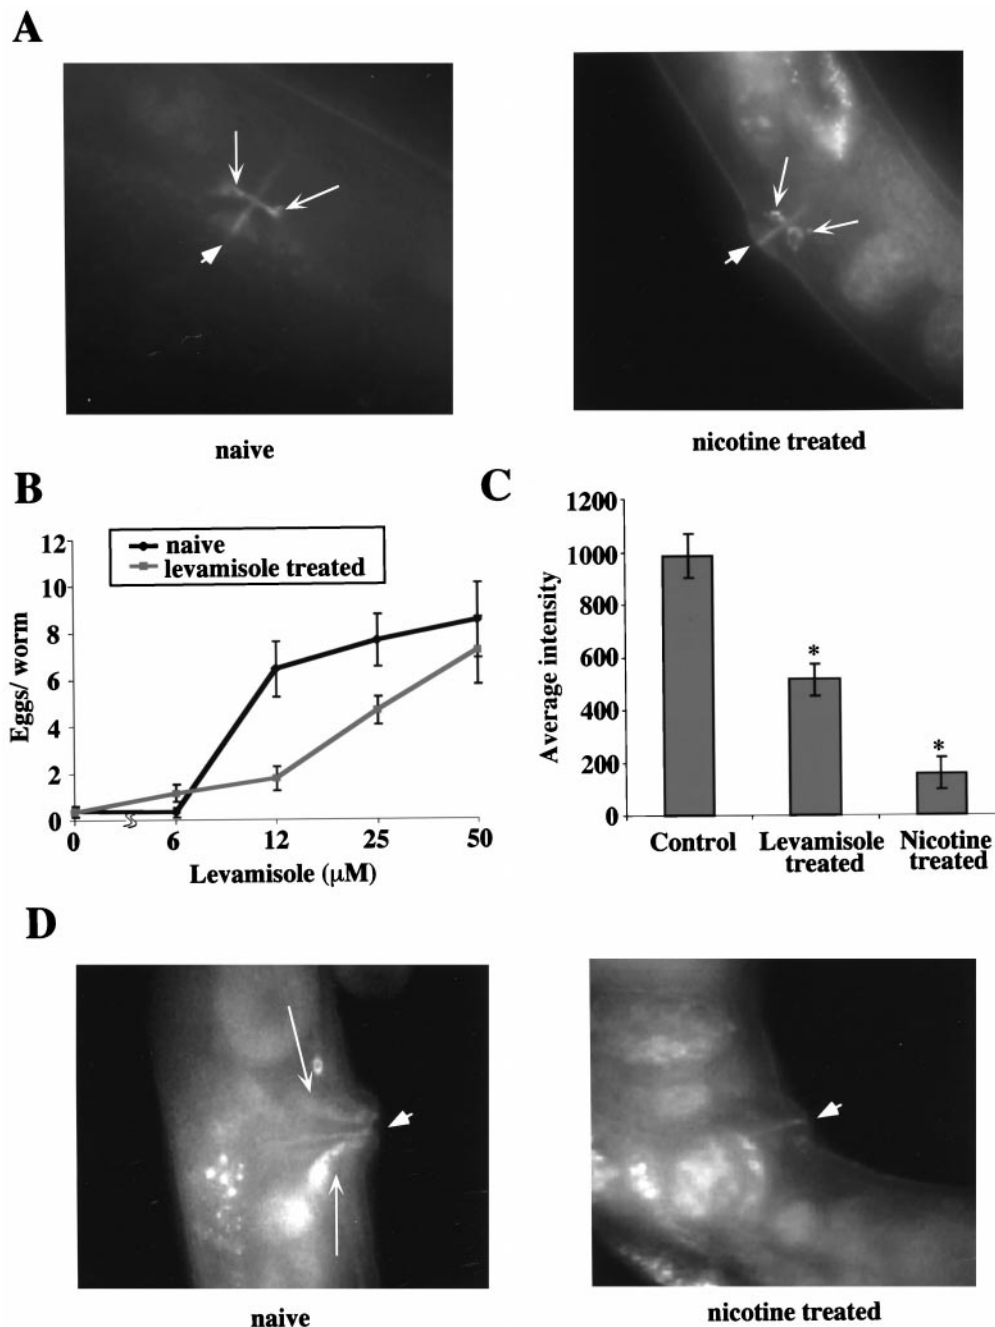 A
naive
nicotine treated
B
naive
levamisole treated
12
10
8
6
4
2
0
Eggs/ worm
0
6
12
25
50
Levamisole (μM)
C
1200
1000
800
600
400
200
0
Average intensity
*
*
Control
Levamisole treated
Nicotine treated
D
naive
nicotine treated